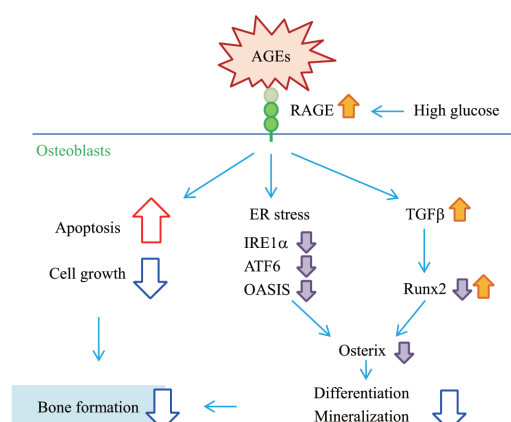 AGEs
RAGE
High glucose
Osteoblasts
Apoptosis
Cell growth
ER stress
IRE1α
ATF6
OASIS
TGFβ
Runx2
Osterix
Differentiation
Mineralization
Bone formation